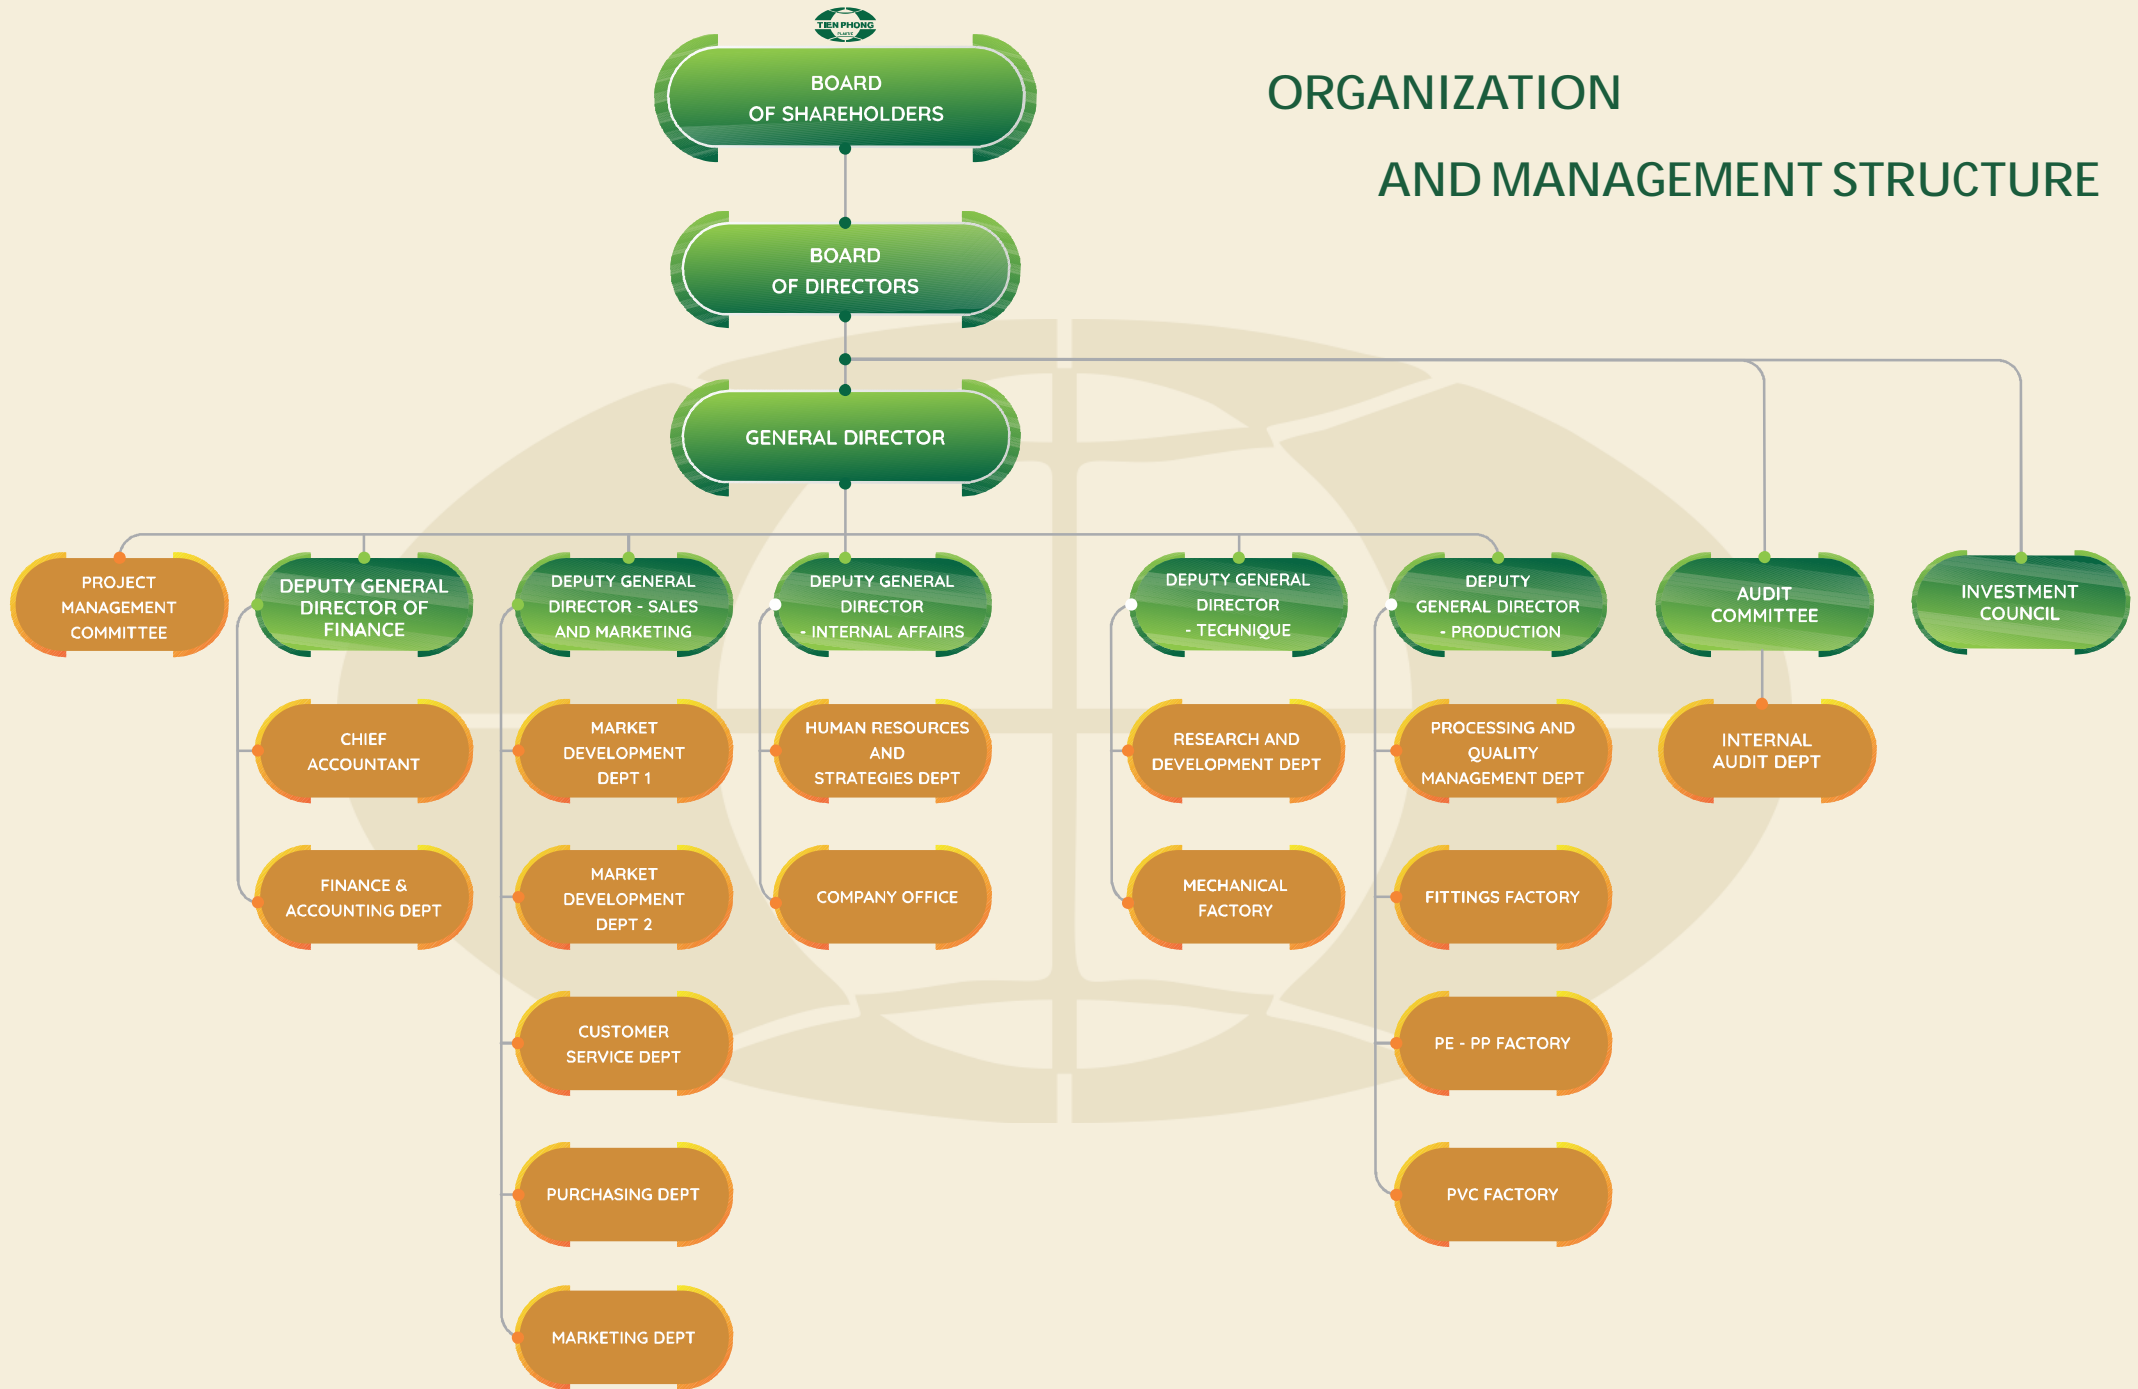 TIEN PHONG
PLASTIC
ORGANIZATION
AND MANAGEMENT STRUCTURE
BOARD
OF SHAREHOLDERS
BOARD
OF DIRECTORS
GENERAL DIRECTOR
PROJECT
MANAGEMENT
COMMITTEE
DEPUTY GENERAL
DIRECTOR OF
FINANCE
CHIEF
ACCOUNTANT
FINANCE &
ACCOUNTING DEPT
DEPUTY GENERAL
DIRECTOR - SALES
AND MARKETING
MARKET
DEVELOPMENT
DEPT 1
MARKET
DEVELOPMENT
DEPT 2
CUSTOMER
SERVICE DEPT
PURCHASING DEPT
MARKETING DEPT
DEPUTY GENERAL
DIRECTOR
- INTERNAL AFFAIRS
HUMAN RESOURCES
AND
STRATEGIES DEPT
COMPANY OFFICE
DEPUTY GENERAL
DIRECTOR
- TECHNIQUE
RESEARCH AND
DEVELOPMENT DEPT
MECHANICAL
FACTORY
DEPUTY
GENERAL DIRECTOR
- PRODUCTION
PROCESSING AND
QUALITY
MANAGEMENT DEPT
FITTINGS FACTORY
PE - PP FACTORY
PVC FACTORY
AUDIT
COMMITTEE
INTERNAL
AUDIT DEPT
INVESTMENT
COUNCIL